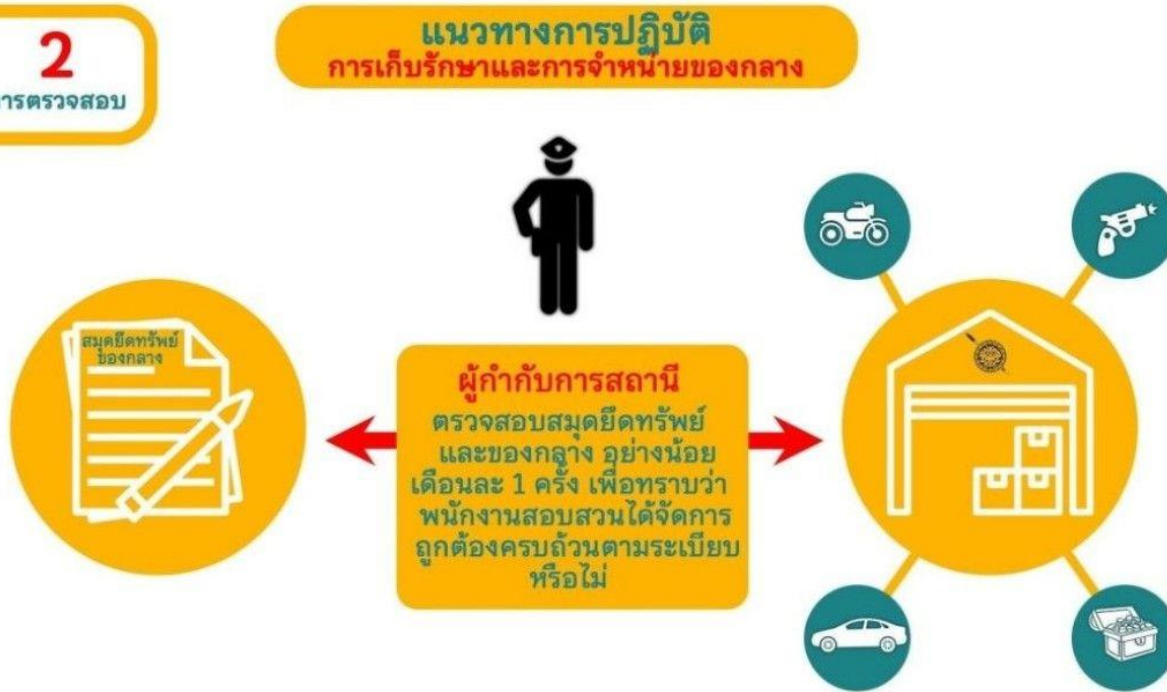 2
การตรวจสอบ
แนวทางการปฏิบัติ
การเก็บรักษาและการจำหน่ายของกลาง
สมุดยึดทรัพย์
ของกลาง
ผู้กำกับการสถานี
ตรวจสอบสมุดยึดทรัพย์
และของกลาง อย่างน้อย
เดือนละ 1 ครั้ง เพื่อทราบว่า
พนักงานสอบสวนได้จัดการ
ถูกต้องครบถ้วนตามระเบียบ
หรือไม่